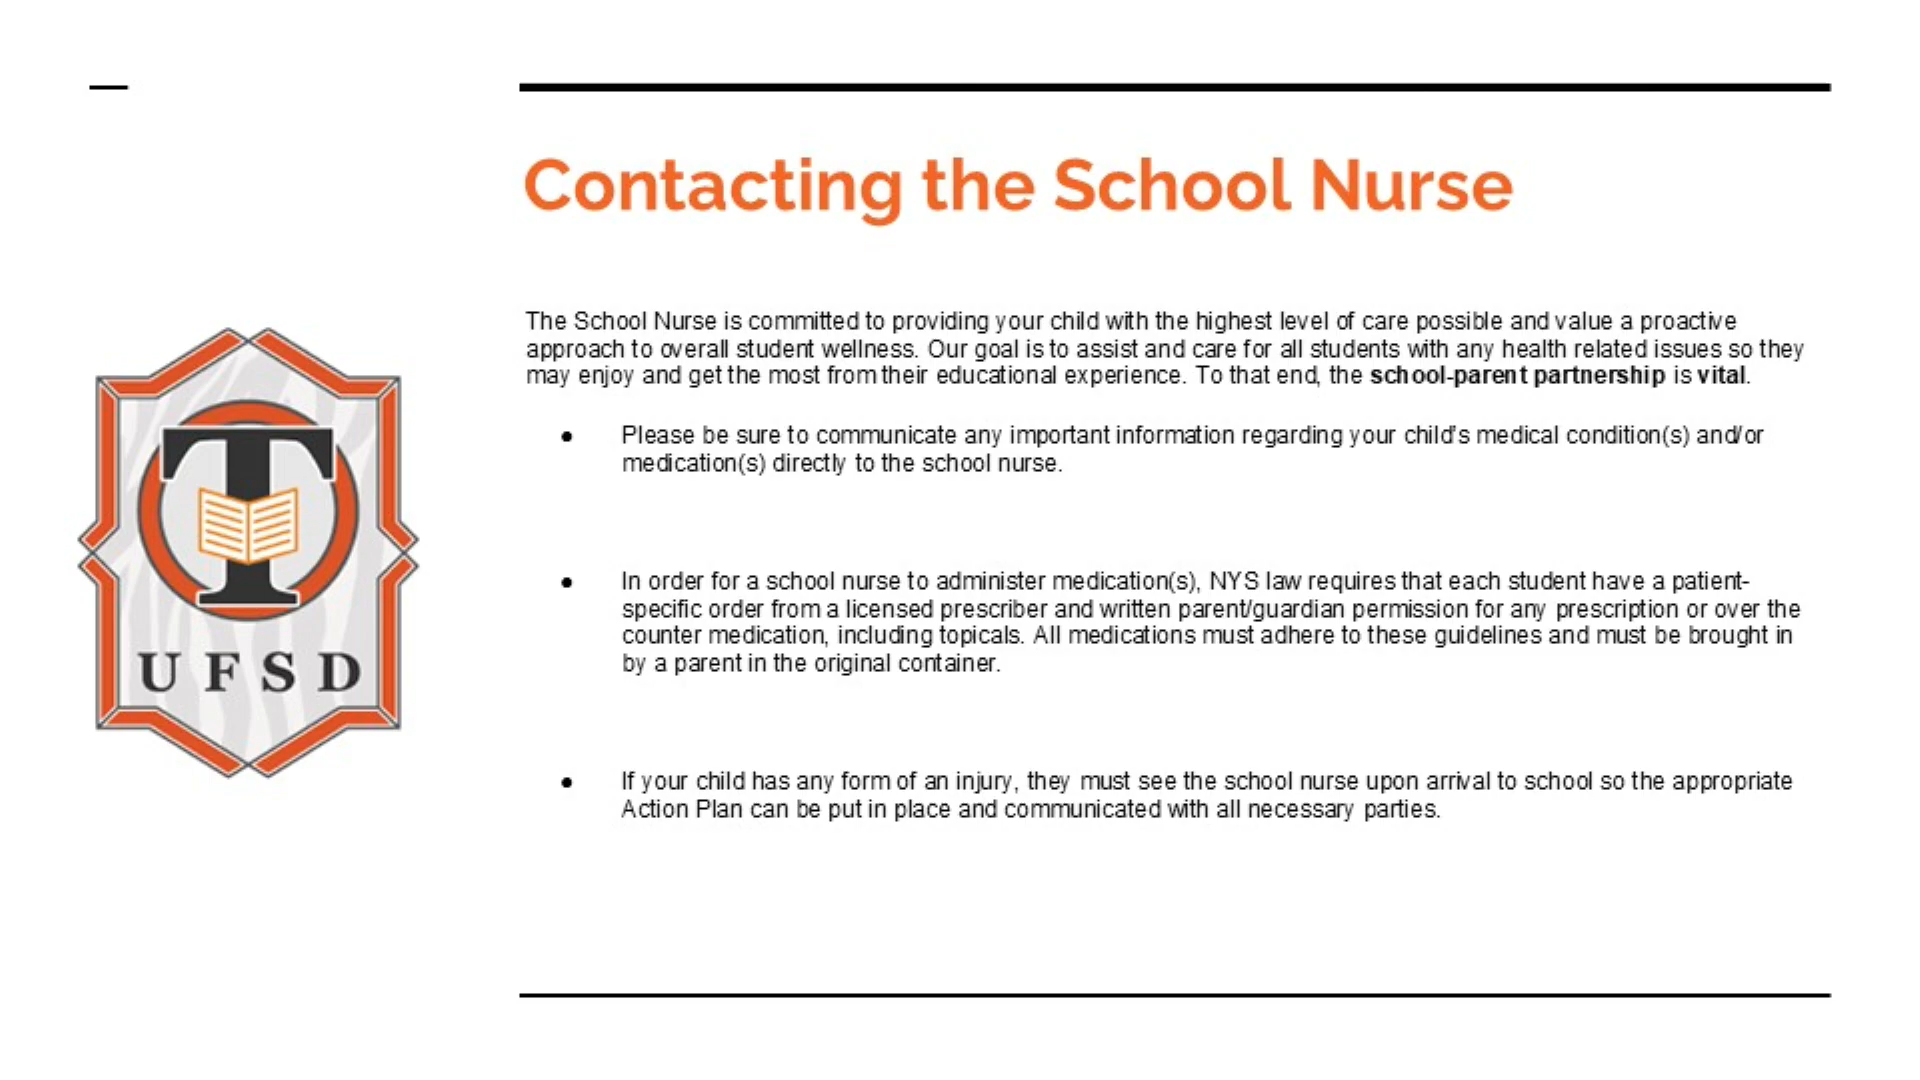 Contacting the School Nurse
The School Nurse is committed to providing your child with the highest level of care possible and value a proactive
approach to overall student wellness. Our goal is to assist and care for all students with any health related issues so they
may enjoy and get the most from their educational experience. To that end, the school-parent partnership is vital.
● Please be sure to communicate any important information regarding your child's medical condition(s) and/or
medication(s) directly to the school nurse.
● In order for a school nurse to administer medication(s), NYS law requires that each student have a patient-
specific order from a licensed prescriber and written parent/guardian permission for any prescription or over the
counter medication, including topicals. All medications must adhere to these guidelines and must be brought in
by a parent in the original container.
● If your child has any form of an injury, they must see the school nurse upon arrival to school so the appropriate
Action Plan can be put in place and communicated with all necessary parties.
T
UFSD